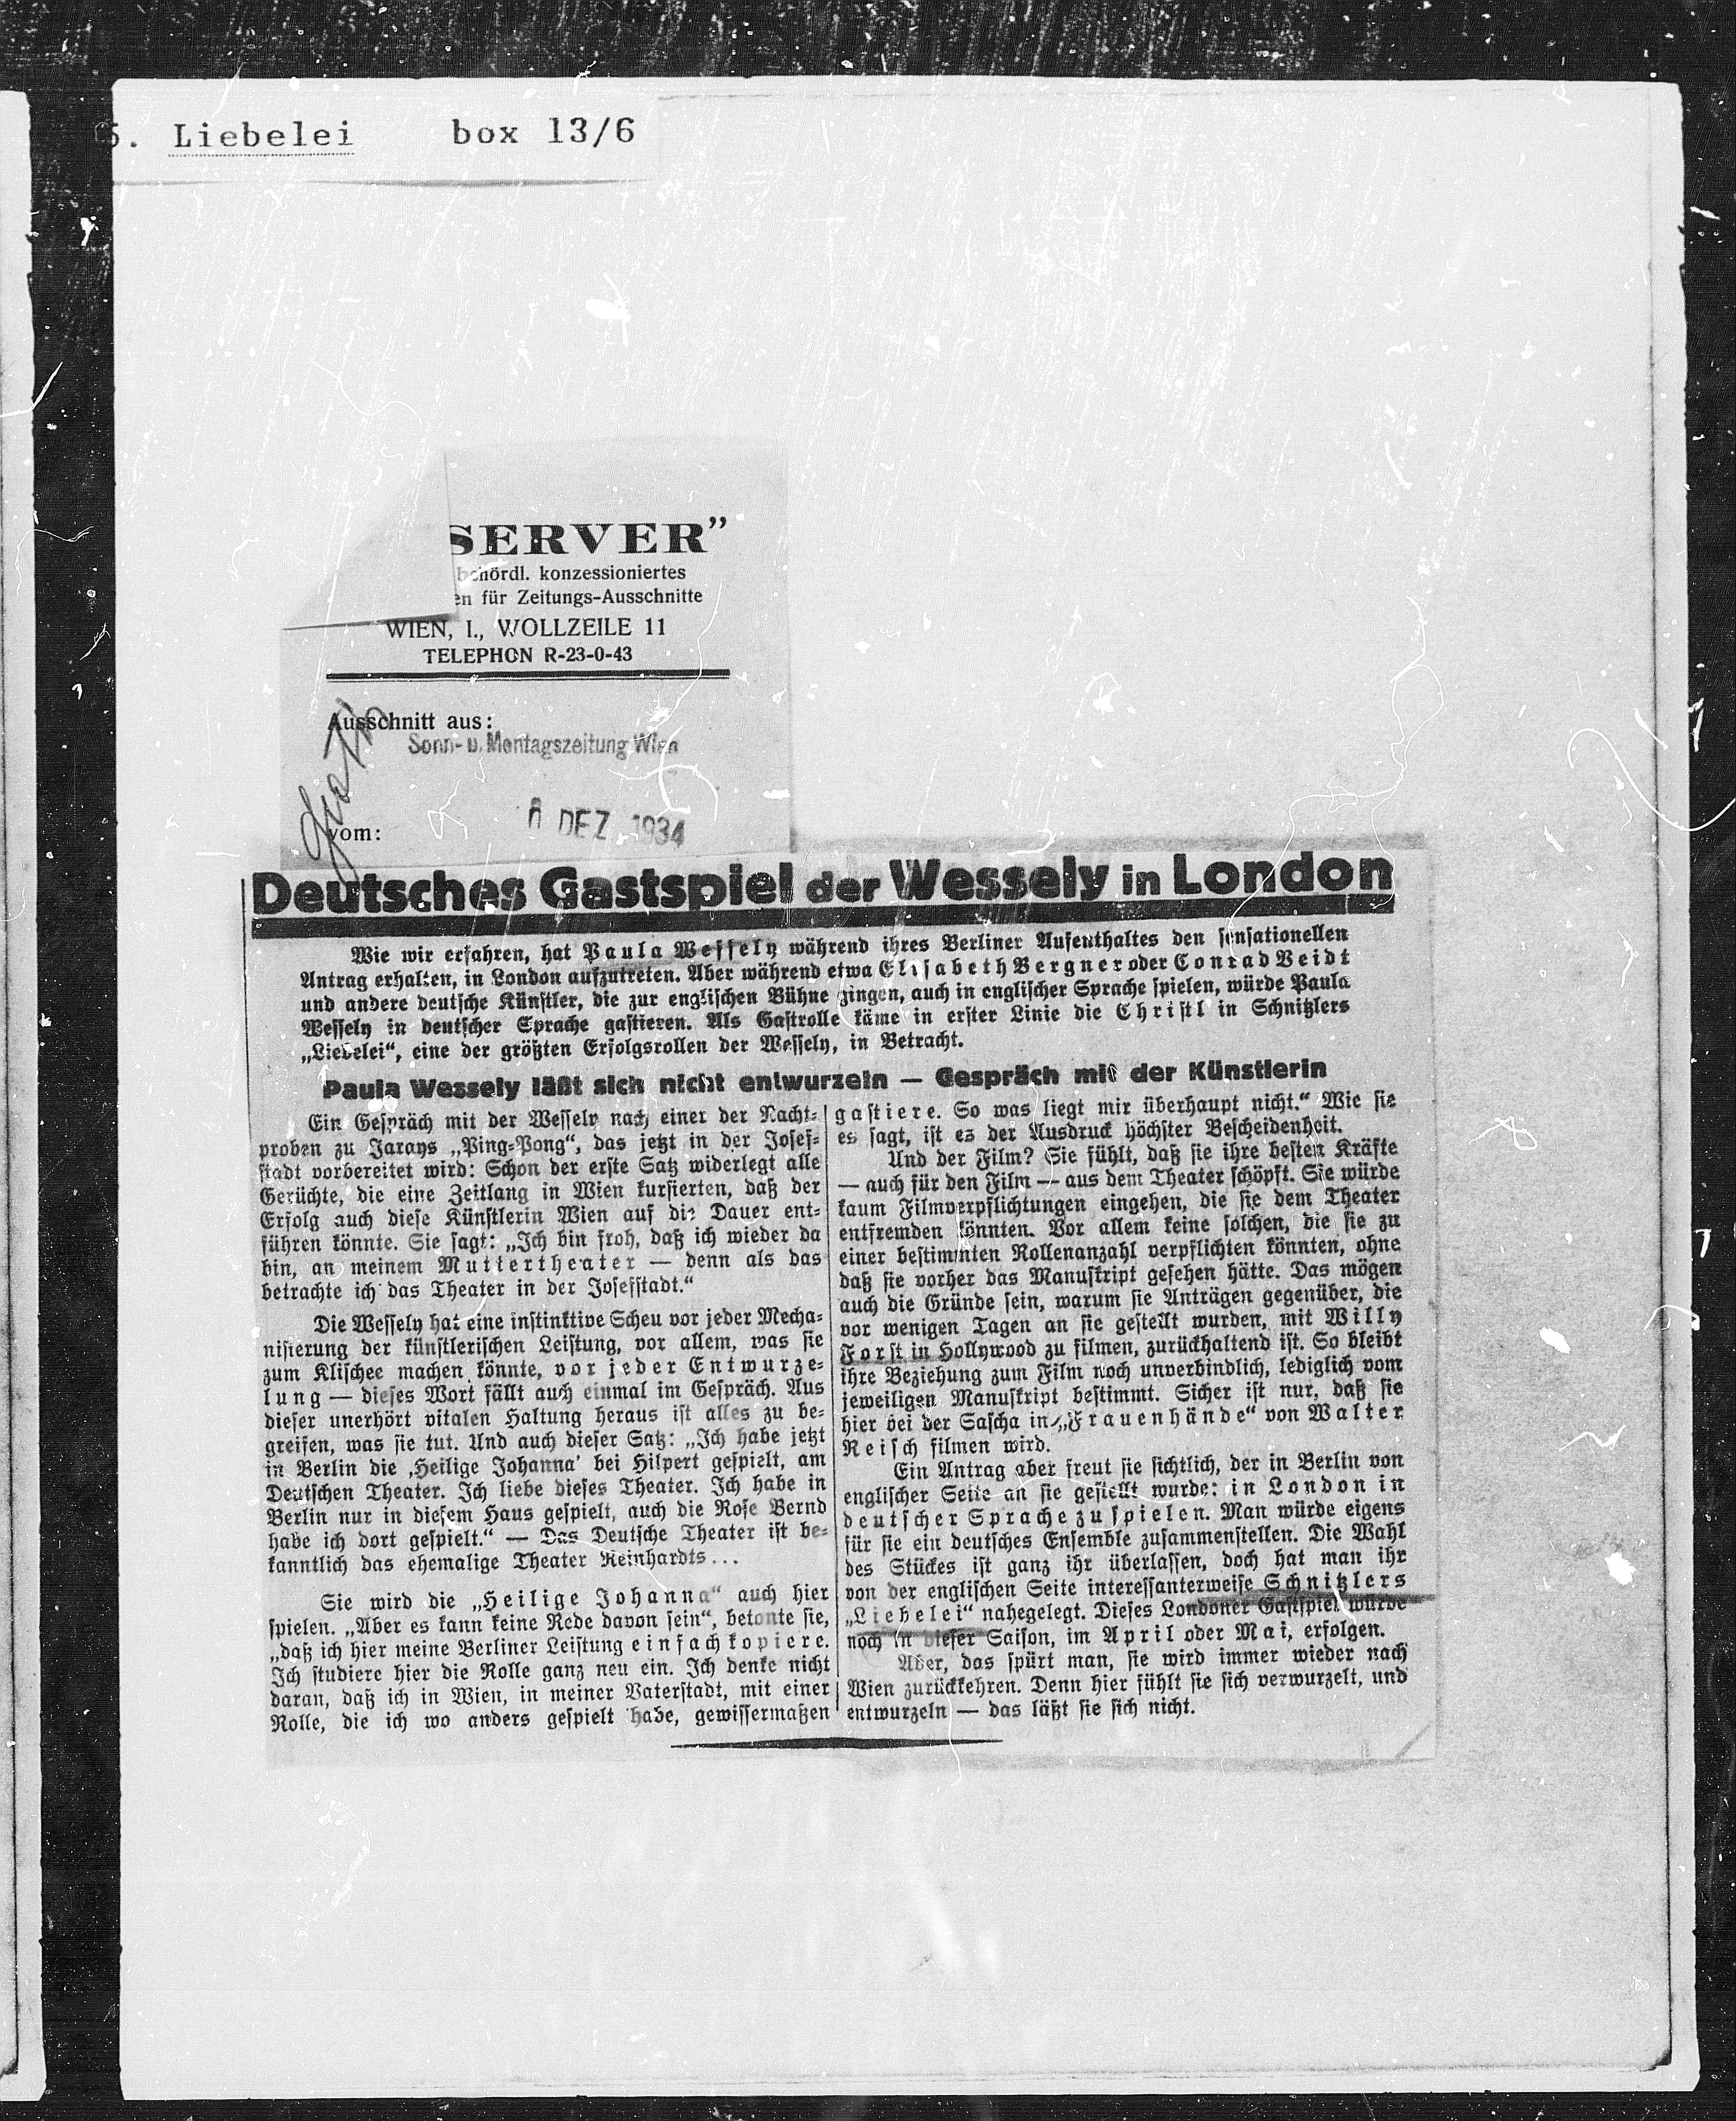 5. Liebelei box 13/6
SERVER”
behördl. konzessioniertes
en für Zeitungs-Ausschnitte
WIEN, I., WOLLZEILE 11
TELEPHON R-23-0-43
Ausschnitt aus:
Sonn- u. Montagszeitung Wien
vom:
DEZ 1934
Deutsches Gastspiel der Wessely in London
Wie wir erfahren, hat Paula Wessely während ihres Berliner Aufenthaltes den sensationellen
Antrag erhalten, in London aufzutreten. Aber während etwa Elisabeth Bergner oder Conrad Veidt
und andere deutsche Künstler, die zur englischen Bühne gingen, auch in englischer Sprache spielen, würde Paula
Wessely in deutscher Sprache gastieren. Als Gastrolle käme in erster Linie die Christl in Schnitzlers
„Liebelei“, eine der größten Erfolgsrollen der Wessely, in Betracht.
Paula Wessely läßt sich nicht entwurzeln — Gespräch mit der Künstlerin
Ein Gespräch mit der Wessely nach einer der Nacht-
proben zu Jarays „Ping-Pong“, das jetzt in der Josef-
stadt vorbereitet wird: Schon der erste Satz widerlegt alle
Gerüchte, die eine Zeitlang in Wien kursierten, daß der
Erfolg auch diese Künstlerin Wien auf die Dauer ent-
führen könnte. Sie sagt: „Ich bin froh, daß ich wieder da
bin, an meinem Muttertheater — denn als das
betrachte ich das Theater in der Josefstadt.“
Die Wessely hat eine instinktive Scheu vor jeder Mecha-
nisierung der künstlerischen Leistung, vor allem, was sie
zum Klischee machen könnte, vor jeder Entwurze-
lung — dieses Wort fällt auch einmal im Gespräch. Aus
dieser unerhört vitalen Haltung heraus ist alles zu be-
greifen, was sie tut. Und auch dieser Satz: „Ich habe jetzt
in Berlin die ‚Heilige Johanna‘ bei Hilpert gespielt, am
Deutschen Theater. Ich liebe dieses Theater. Ich habe in
Berlin nur in diesem Haus gespielt, auch die Rose Bernd
habe ich dort gespielt.“ — Das Deutsche Theater ist be-
kanntlich das ehemalige Theater Reinhardts...
Sie wird die „Heilige Johanna“ auch hier
spielen. „Aber es kann keine Rede davon sein“, betonte sie,
„daß ich hier meine Berliner Leistung einfach kopiere.
Ich studiere hier die Rolle ganz neu ein. Ich denke nicht
daran, daß ich in Wien, in meiner Vaterstadt, mit einer
Rolle, die ich wo anders gespielt habe, gewissermaßen
gastiere. So was liegt mir überhaupt nicht.“ Wie sie
es sagt, ist es der Ausdruck höchster Bescheidenheit.
Und der Film? Sie fühlt, daß sie ihre besten Kräfte
— auch für den Film — aus dem Theater schöpft. Sie würde
kaum Filmverpflichtungen eingehen, die sie dem Theater
entfremden könnten. Vor allem keine solchen, die sie zu
einer bestimmten Rollenanzahl verpflichten könnten, ohne
daß sie vorher das Manuskript gesehen hätte. Das mögen
auch die Gründe sein, warum sie Anträgen gegenüber, die
vor wenigen Tagen an sie gestellt wurden, mit Willy
Forst in Hollywood zu filmen, zurückhaltend ist. So bleibt
ihre Beziehung zum Film noch unverbindlich, lediglich vom
jeweiligen Manuskript bestimmt. Sicher ist nur, daß sie
hier bei der Sascha in „Frauenhände“ von Walter
Reisch filmen wird.
Ein Antrag aber freut sie sichtlich, der in Berlin von
englischer Seite an sie gestellt wurde: in London in
deutscher Sprache zu spielen. Man würde eigens
für sie ein deutsches Ensemble zusammenstellen. Die Wahl
des Stückes ist ganz ihr überlassen, doch hat man ihr
von der englischen Seite interessanterweise Schnitzlers
„Liebelei“ nahegelegt. Dieses Londoner Gastspiel würde
noch in dieser Saison, im April oder Mai, erfolgen.
Aber, das spürt man, sie wird immer wieder nach
Wien zurückkehren. Denn hier fühlt sie sich verwurzelt, und
entwurzeln — das läßt sie sich nicht.